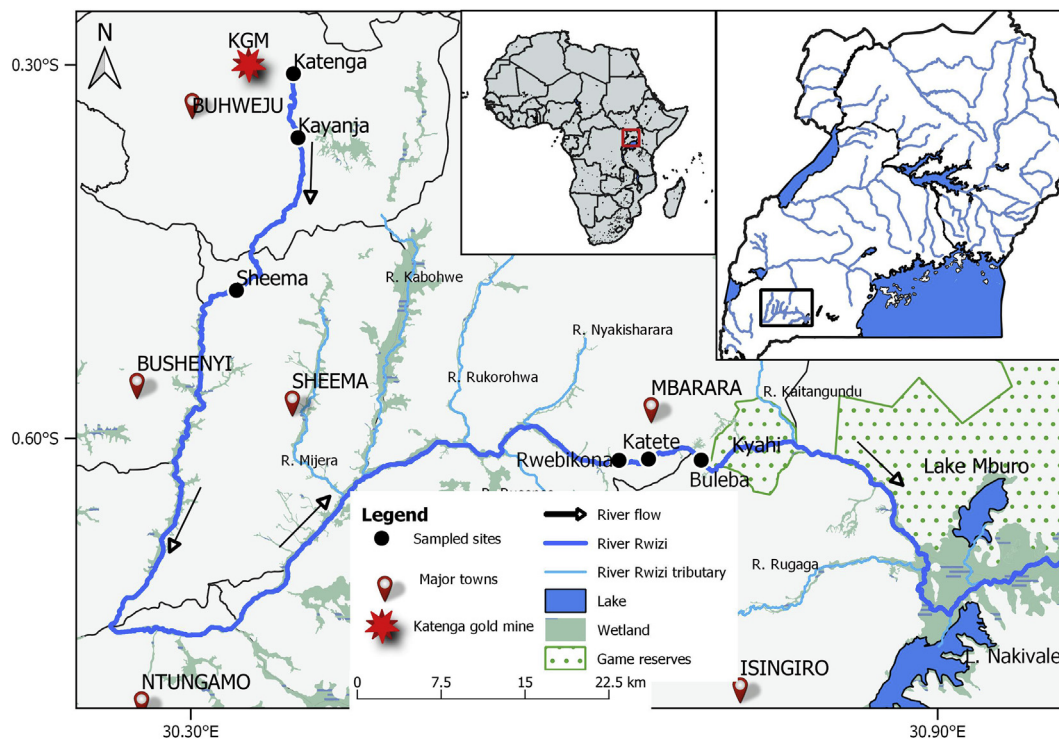 N
KGM
0.30°S
Katenga
BUHWEJU
Kayanja
Sheema
R. Kabohwe
R. Nyakisharara
BUSHENYI
SHEEMA
R. Rukorohwa
MBARARA
R. Kaitangundu
0.60°S
Katete
Kyahi
Rwebikona
R. Mijera
Buleba
Lake Mburo
Legend
Sampled sites
Major towns
Katenga gold mine
River flow
River Rwizi
River Rwizi tributary
Lake
Wetland
Game reserves
0 7.5 15 22.5 km
R. Rugaga
L. Nakivale
ISINGIRO
NTUNGAMO
30.30°E
30.90°E